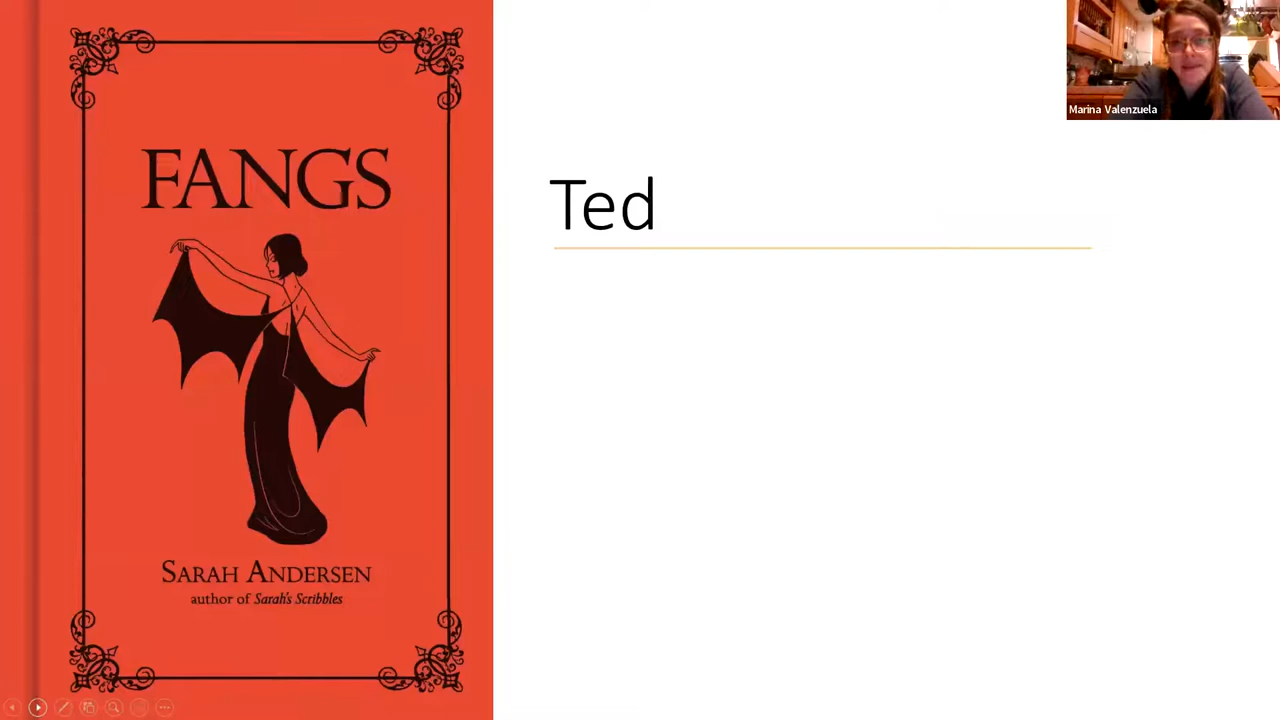 FANGS
SARAH ANDERSEN
author of Sarah's Scribbles
Ted
Marina Valenzuela